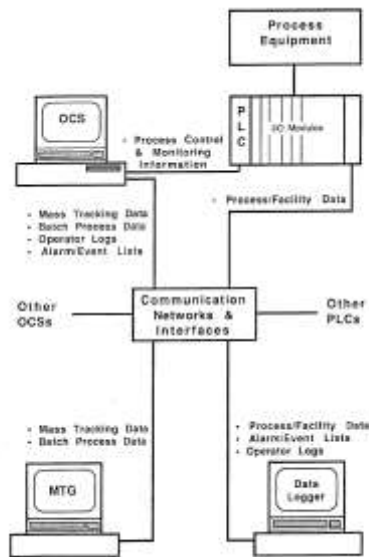 Process
Equipment
OCS
P
L
C
I/O Modules
- Process Control
& Monitoring
Information
- Process/Facility Data
- Mass Tracking Data
- Batch Process Data
- Operator Logs
- Alarm/Event Lists
Other
OCSs
Communication
Networks &
Interfaces
Other
PLCs
- Mass Tracking Data
- Batch Process Data
- Process/Facility Data
- Alarm/Event Lists
- Operator Logs
MTG
Data
Logger